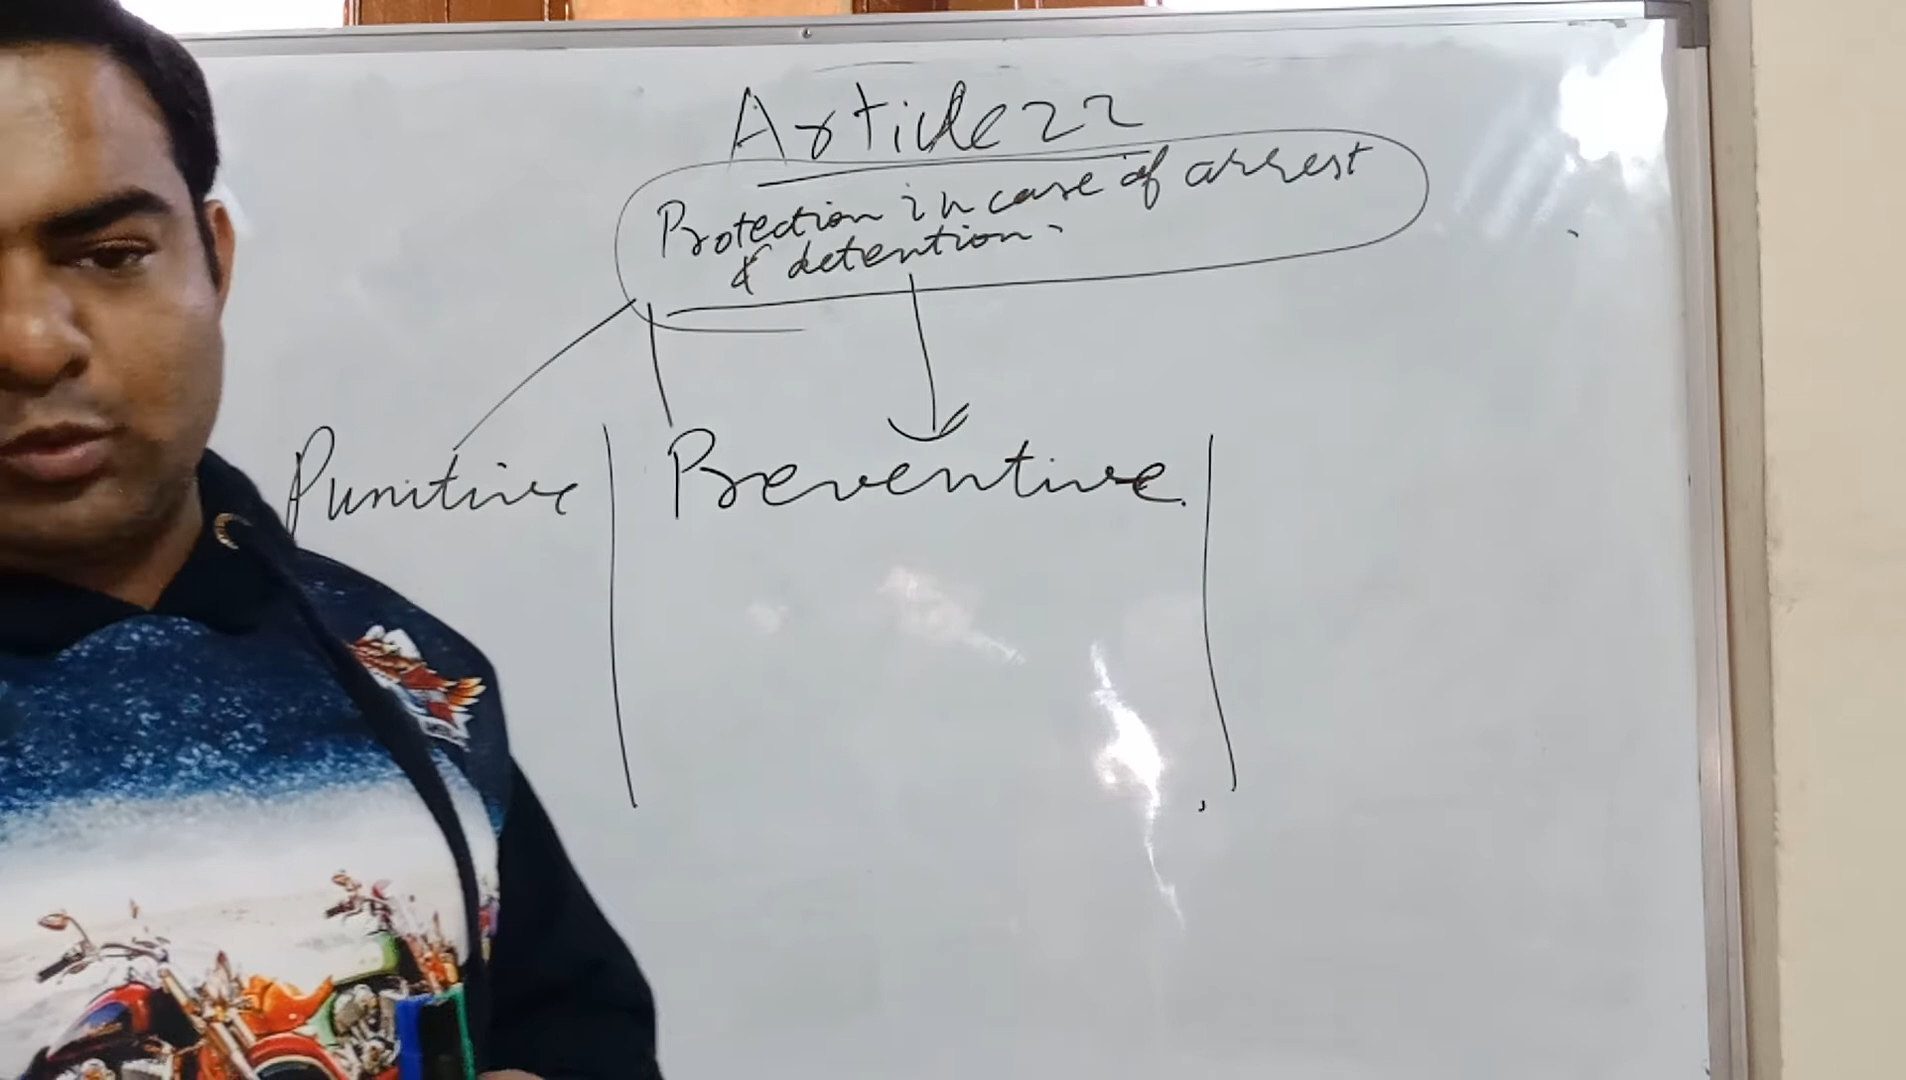 Article 22
Protection in case of arrest
& detention.
Punitive
Preventive.